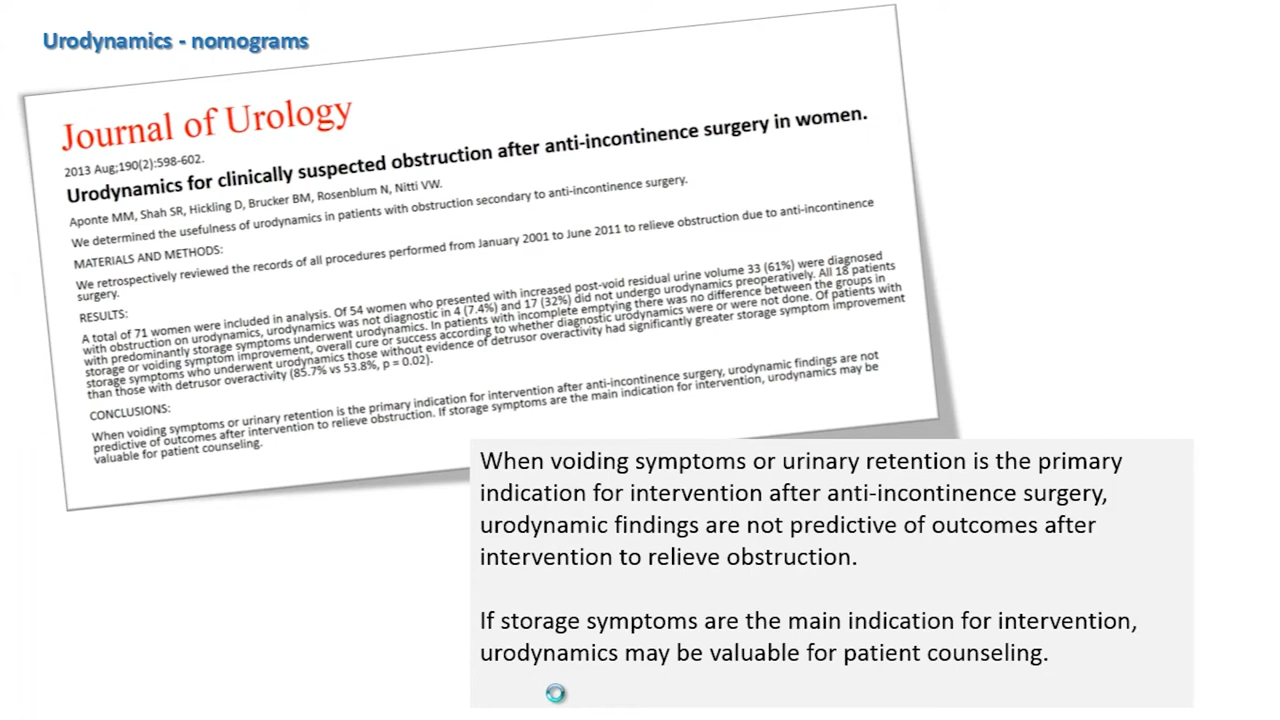 Urodynamics - nomograms
Journal of Urology
2013 Aug;190(2):598-602.
Urodynamics for clinically suspected obstruction after anti-incontinence surgery in women.
Aponte MM, Shah SR, Hickling D, Brucker BM, Rosenblum N, Nitti VW.
We determined the usefulness of urodynamics in patients with obstruction secondary to anti-incontinence surgery.
MATERIALS AND METHODS:
We retrospectively reviewed the records of all procedures performed from January 2001 to June 2011 to relieve obstruction due to anti-incontinence
surgery.
RESULTS:
A total of 71 women were included in analysis. Of 54 women who presented with increased post-void residual urine volume 33 (61%) were diagnosed
with obstruction on urodynamics, urodynamics was not diagnostic in 4 (7.4%) and 17 (32%) did not undergo urodynamics preoperatively. All 18 patients
with predominantly storage symptoms underwent urodynamics. In patients with incomplete emptying there was no difference between the groups in
storage or voiding symptom improvement, overall cure or success according to whether diagnostic urodynamics were or were not done. Of patients with
storage symptoms who underwent urodynamics those without evidence of detrusor overactivity had significantly greater storage symptom improvement
than those with detrusor overactivity (85.7% vs 53.8%, p = 0.02).
CONCLUSIONS:
When voiding symptoms or urinary retention is the primary indication for intervention after anti-incontinence surgery, urodynamic findings are not
predictive of outcomes after intervention to relieve obstruction. If storage symptoms are the main indication for intervention, urodynamics may be
valuable for patient counseling.
When voiding symptoms or urinary retention is the primary
indication for intervention after anti-incontinence surgery,
urodynamic findings are not predictive of outcomes after
intervention to relieve obstruction.
If storage symptoms are the main indication for intervention,
urodynamics may be valuable for patient counseling.